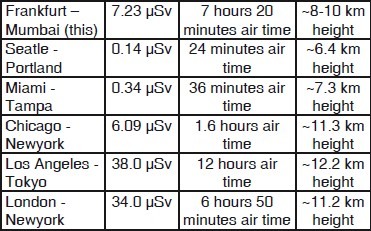 Frankfurt – 7.23 µSv 7 hours 20 ~8-10 km
Mumbai (this) minutes air time height
Seatle - 0.14 µSv 24 minutes air ~6.4 km
Portland time height
Miami - 0.34 µSv 36 minutes air ~7.3 km
Tampa time height
Chicago - 6.09 µSv 1.6 hours air ~11.3 km
Newyork time height
Los Angeles - 38.0 µSv 12 hours air ~12.2 km
Tokyo time height
London - 34.0 µSv 6 hours 50 ~11.2 km
Newyork minutes air time height